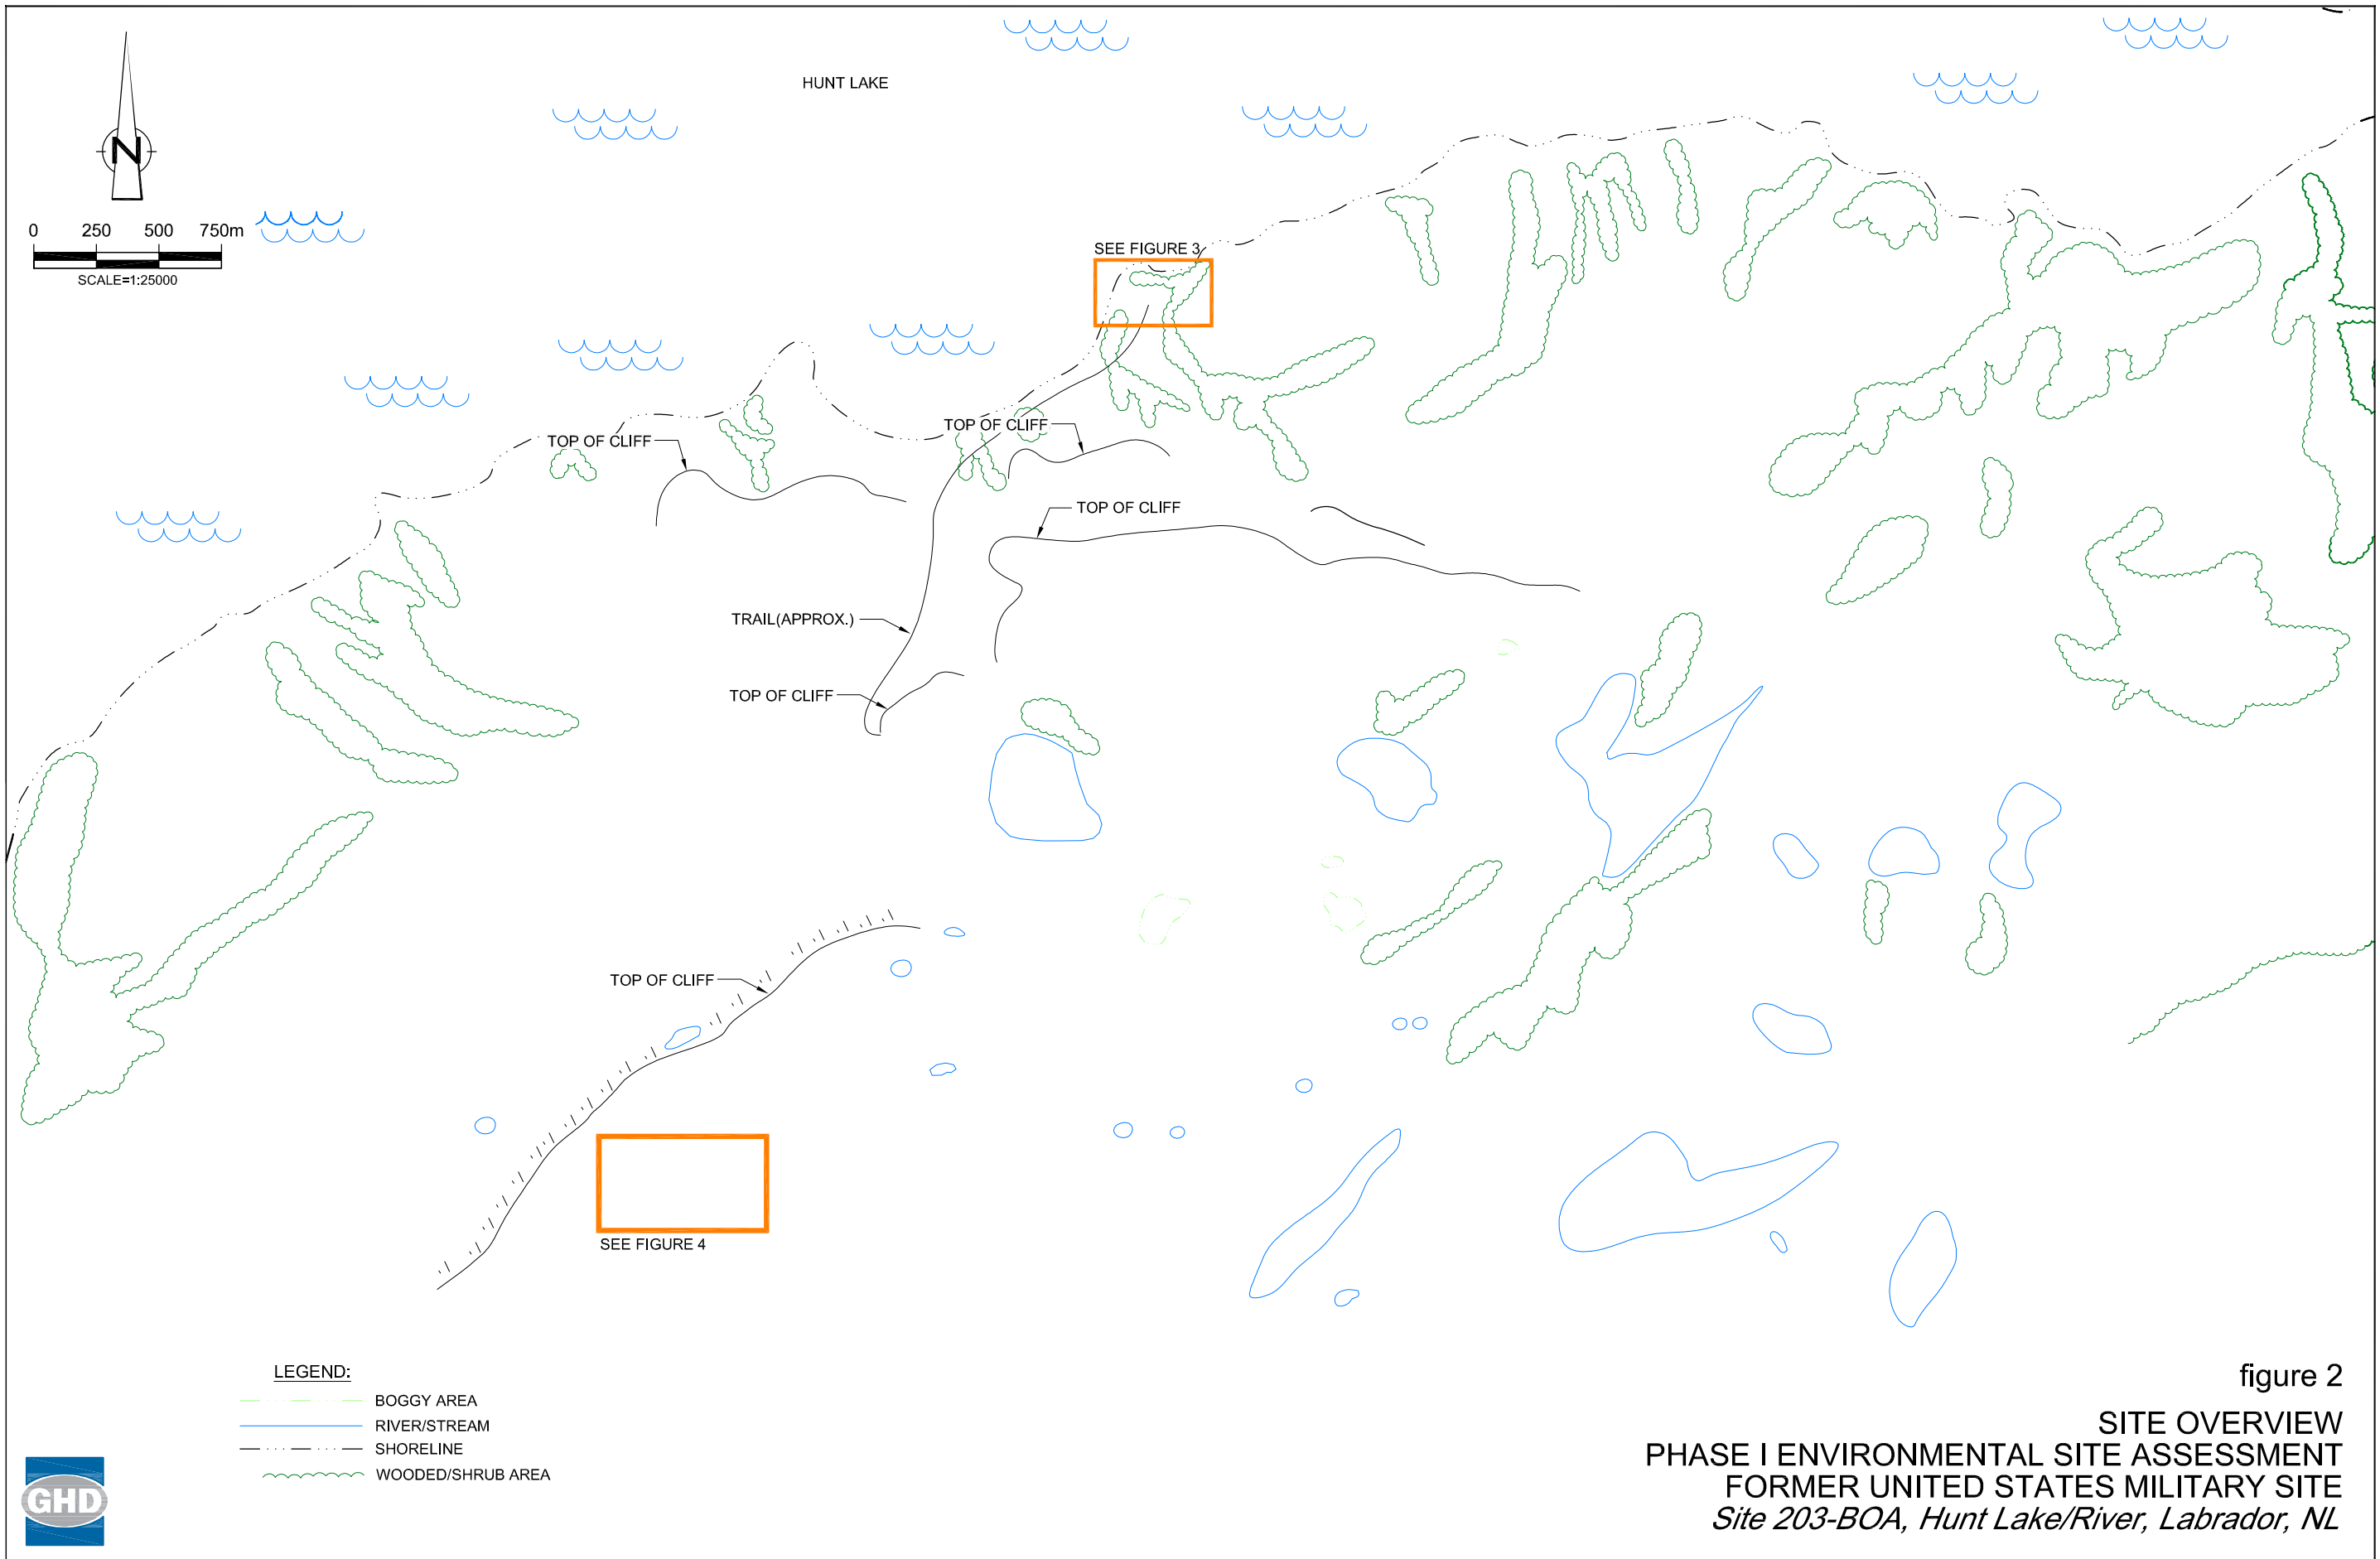 HUNT LAKE
N
0 250 500 750m
SCALE=1:25000
SEE FIGURE 3
TOP OF CLIFF
TOP OF CLIFF
TOP OF CLIFF
TRAIL(APPROX.)
TOP OF CLIFF
TOP OF CLIFF
SEE FIGURE 4
LEGEND:
BOGGY AREA
RIVER/STREAM
SHORELINE
WOODED/SHRUB AREA
GHD
figure 2
SITE OVERVIEW
PHASE I ENVIRONMENTAL SITE ASSESSMENT
FORMER UNITED STATES MILITARY SITE
Site 203-BOA, Hunt Lake/River, Labrador, NL